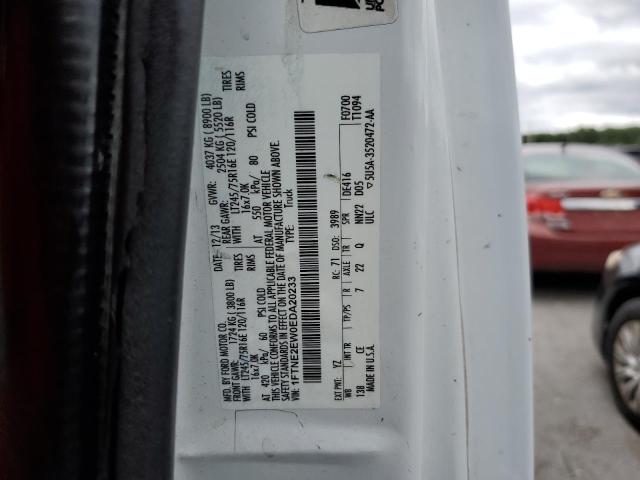 MFD. BY FORD MOTOR CO.
DATE: 12/13 GVWR: 4037 KG ( 8900 LB)
FRONT GAWR: 1724 KG ( 3800 LB) REAR GAWR: 2504 KG ( 5520 LB)
WITH LT245/75R16E 120/116R TIRES WITH LT245/75R16E 120/116R TIRES
16x7.0K RIMS 16x7.0K RIMS
AT 420 kPa/ 60 PSI COLD AT 550 kPa/ 80 PSI COLD
THIS VEHICLE CONFORMS TO ALL APPLICABLE FEDERAL MOTOR VEHICLE
SAFETY STANDARDS IN EFFECT ON THE DATE OF MANUFACTURE SHOWN ABOVE.
VIN: 1FTNE2EW0EDA20233 TYPE: Truck
EXT PNT: YZ RC: 71 DSO: 3989 F0700
WB INT TR TP/PS R AXLE TR SPR DE416 T1094
138 CE 7 22 Q NN22 DD5
MADE IN U.S.A. ULC 5U5A-3520472-AA